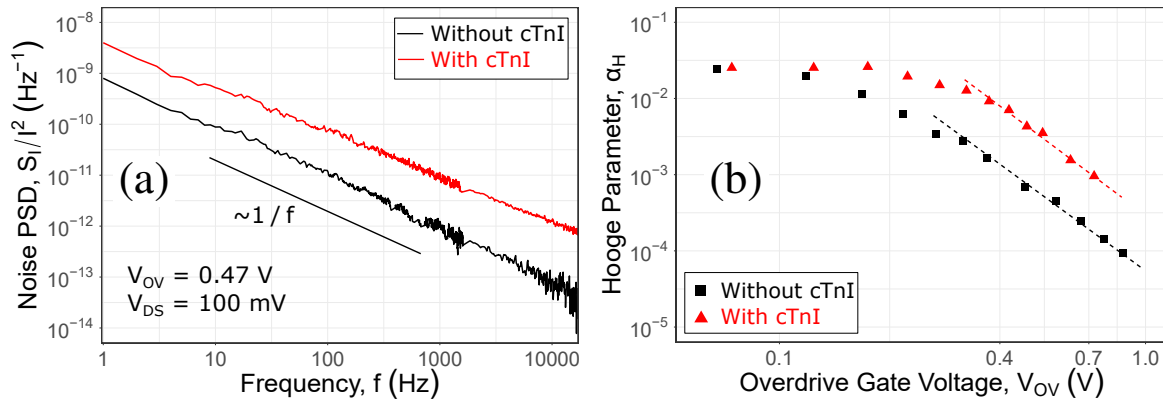 10⁻⁸
10⁻⁹
10⁻¹⁰
10⁻¹¹
10⁻¹²
10⁻¹³
10⁻¹⁴
Noise PSD, S_I/I² (Hz⁻¹)
Without cTnI
With cTnI
(a)
~1/f
V_OV = 0.47 V
V_DS = 100 mV
1
10
100
1000
10000
Frequency, f (Hz)
10⁻¹
10⁻²
10⁻³
10⁻⁴
10⁻⁵
Hooge Parameter, α_H
(b)
Without cTnI
With cTnI
0.1
0.4
0.7
1.0
Overdrive Gate Voltage, V_OV (V)